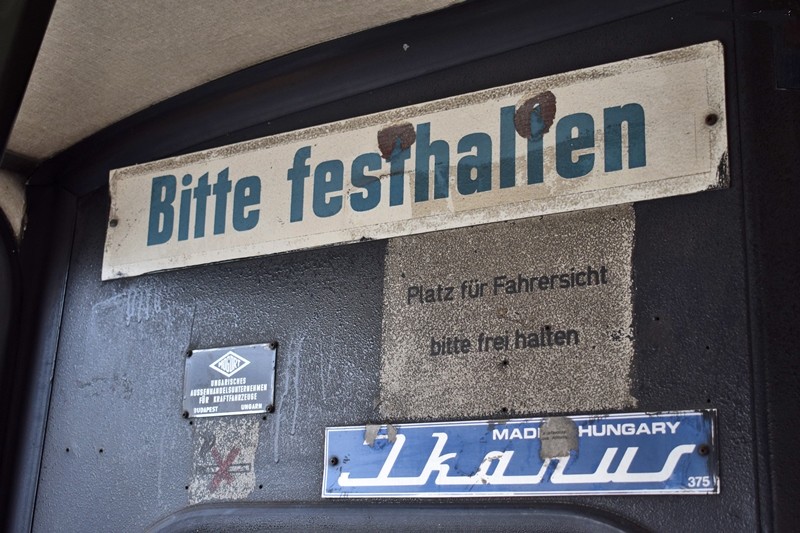 Bitte festhalten
Platz für Fahrersicht
bitte frei halten
MOGÜRT
UNGARISCHES
AUSSENHANDELSUNTERNEHMEN
FÜR KRAFTFAHRZEUGE
BUDAPEST UNGARN
MADE HUNGARY
Ikarus
375